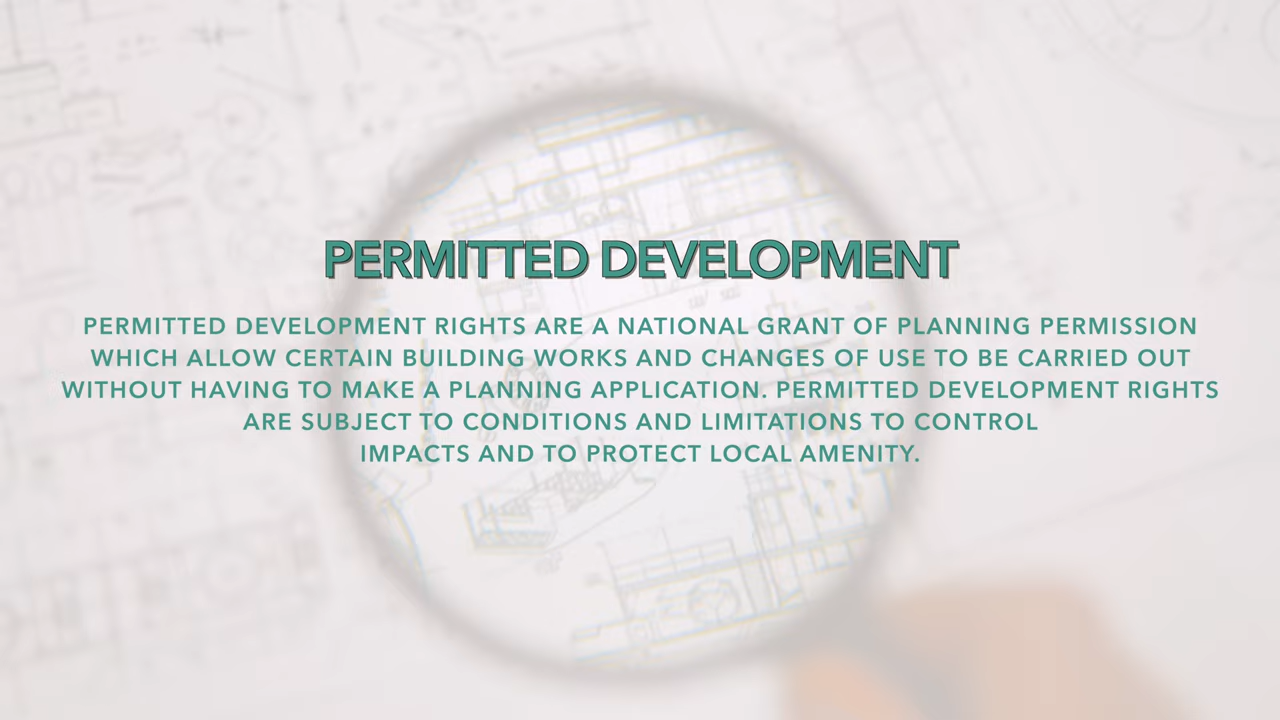 PERMITTED DEVELOPMENT
PERMITTED DEVELOPMENT RIGHTS ARE A NATIONAL GRANT OF PLANNING PERMISSION
WHICH ALLOW CERTAIN BUILDING WORKS AND CHANGES OF USE TO BE CARRIED OUT
WITHOUT HAVING TO MAKE A PLANNING APPLICATION. PERMITTED DEVELOPMENT RIGHTS
ARE SUBJECT TO CONDITIONS AND LIMITATIONS TO CONTROL
IMPACTS AND TO PROTECT LOCAL AMENITY.